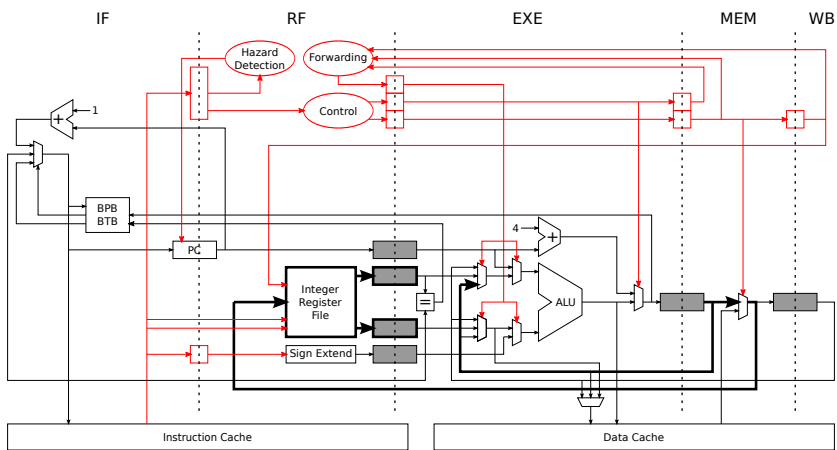 IF
RF
EXE
MEM
WB
Hazard
Detection
Forwarding
Control
1
+
BPB
BTB
PC
4
+
Integer
Register
File
=
ALU
Sign Extend
Instruction Cache
Data Cache